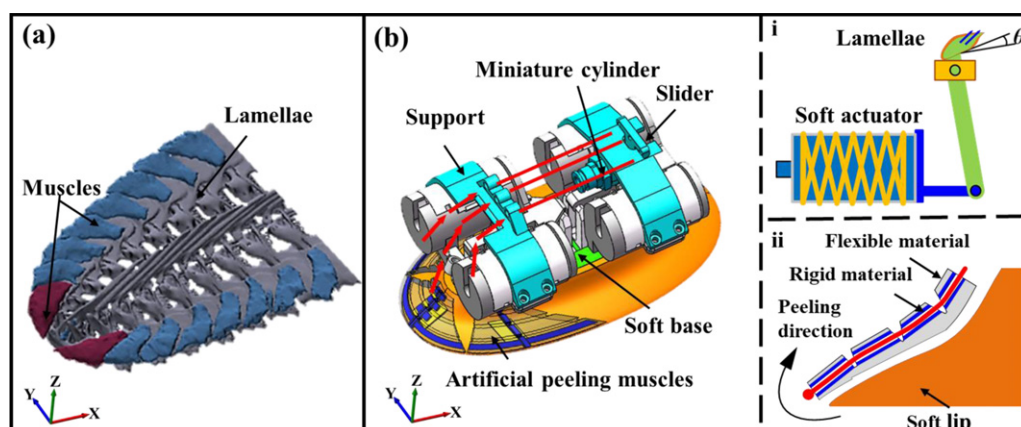 (a)
Lamellae
Muscles
Z
Y
X
(b)
Miniature cylinder
Support
Slider
Soft base
Artificial peeling muscles
Z
Y
X
i
Lamellae
θ
Soft actuator
ii
Flexible material
Rigid material
Peeling
direction
Soft lip